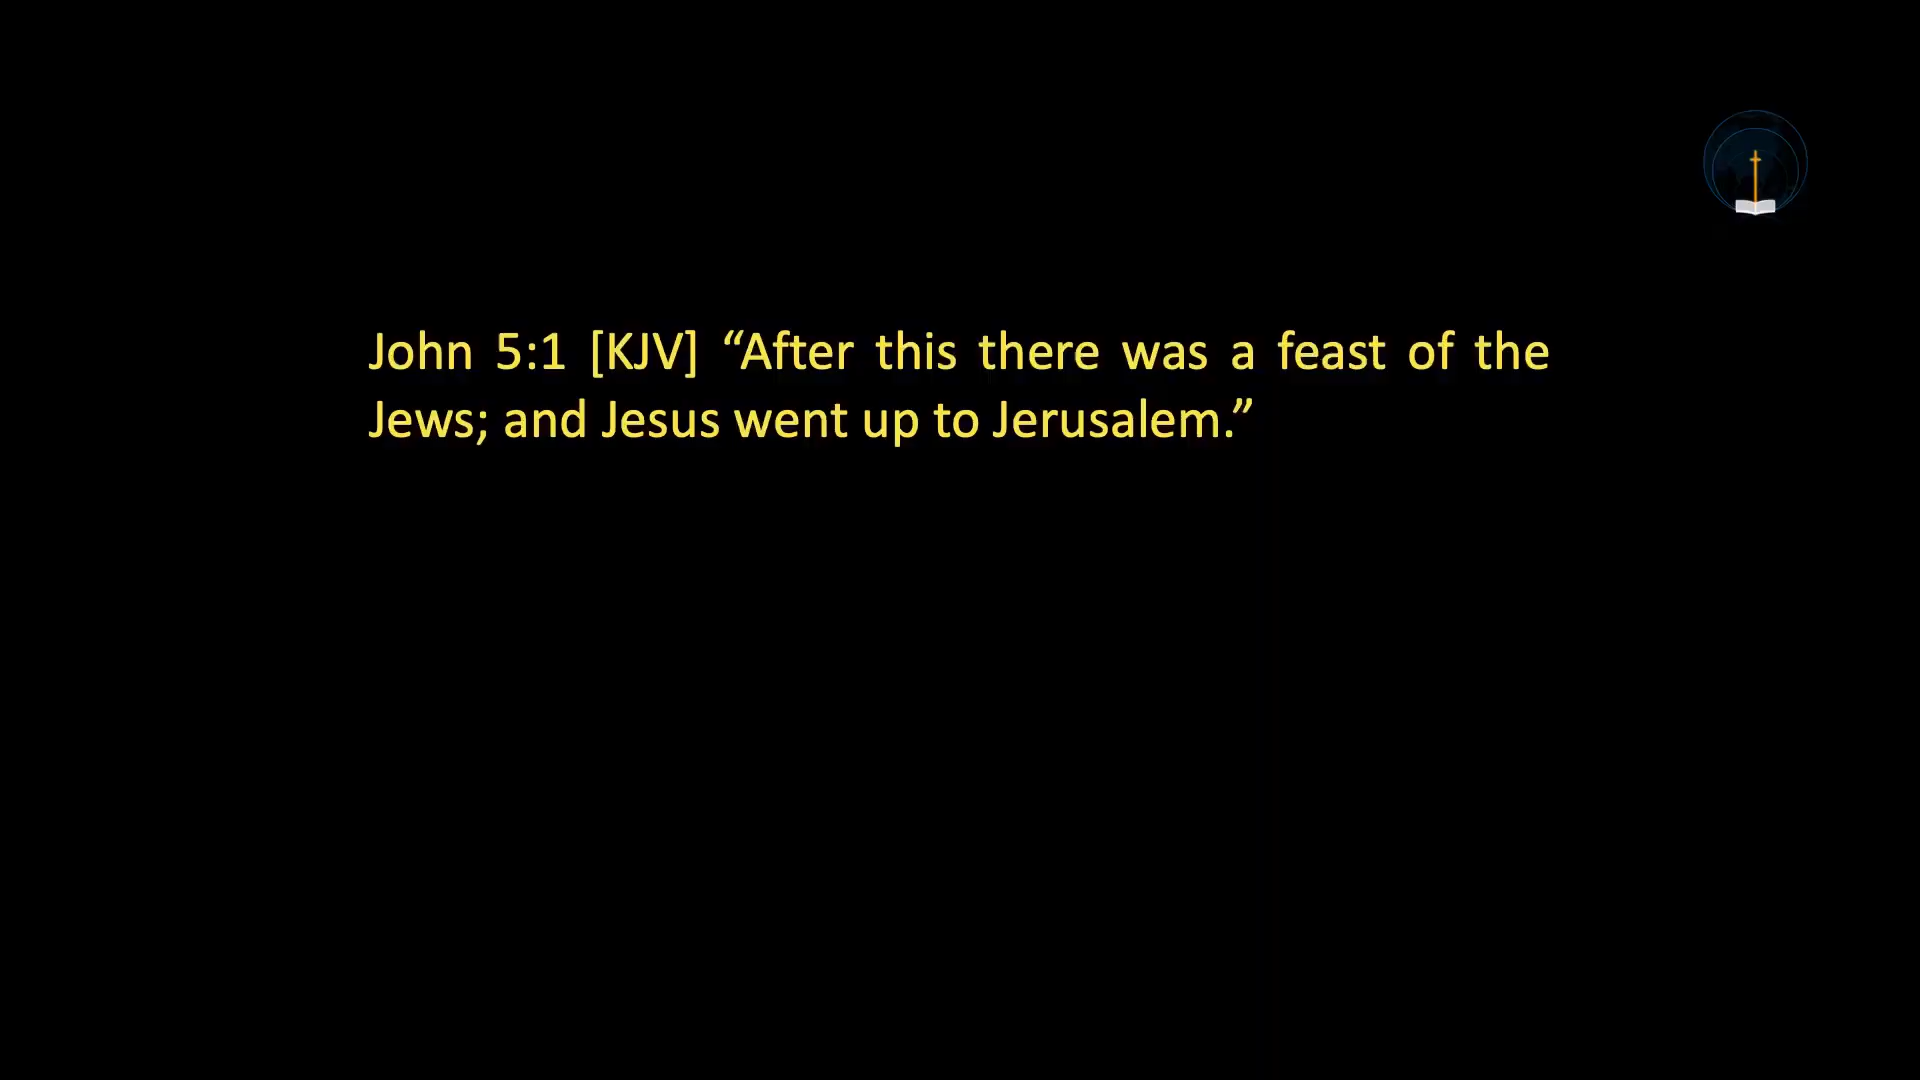 John 5:1 [KJV] “After this there was a feast of the
Jews; and Jesus went up to Jerusalem.”